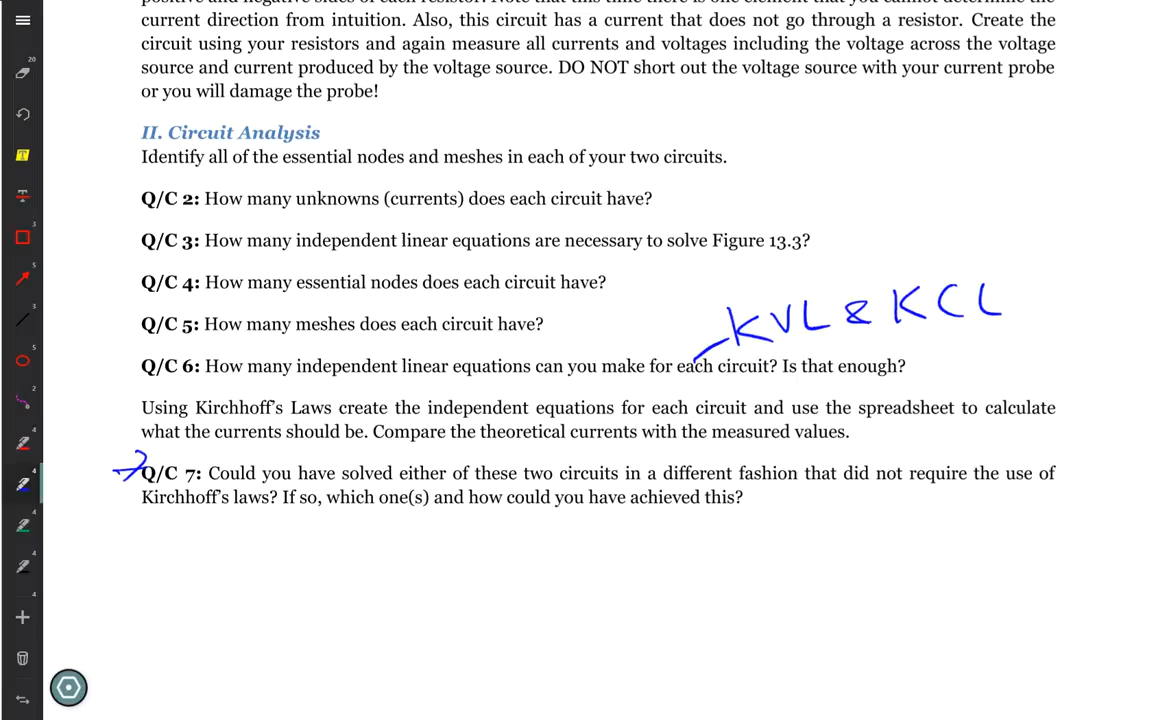 positive and negative sides of each resistor. Note that this time there is one element that you cannot determine the
current direction from intuition. Also, this circuit has a current that does not go through a resistor. Create the
circuit using your resistors and again measure all currents and voltages including the voltage across the voltage
source and current produced by the voltage source. DO NOT short out the voltage source with your current probe
or you will damage the probe!
II. Circuit Analysis
Identify all of the essential nodes and meshes in each of your two circuits.
Q/C 2: How many unknowns (currents) does each circuit have?
Q/C 3: How many independent linear equations are necessary to solve Figure 13.3?
Q/C 4: How many essential nodes does each circuit have?
KVL & KCL
Q/C 5: How many meshes does each circuit have?
Q/C 6: How many independent linear equations can you make for each circuit? Is that enough?
Using Kirchhoff's Laws create the independent equations for each circuit and use the spreadsheet to calculate
what the currents should be. Compare the theoretical currents with the measured values.
Q/C 7: Could you have solved either of these two circuits in a different fashion that did not require the use of
Kirchhoff's laws? If so, which one(s) and how could you have achieved this?
20
T
T
3
5
3
5
2
4
4
4
4
4